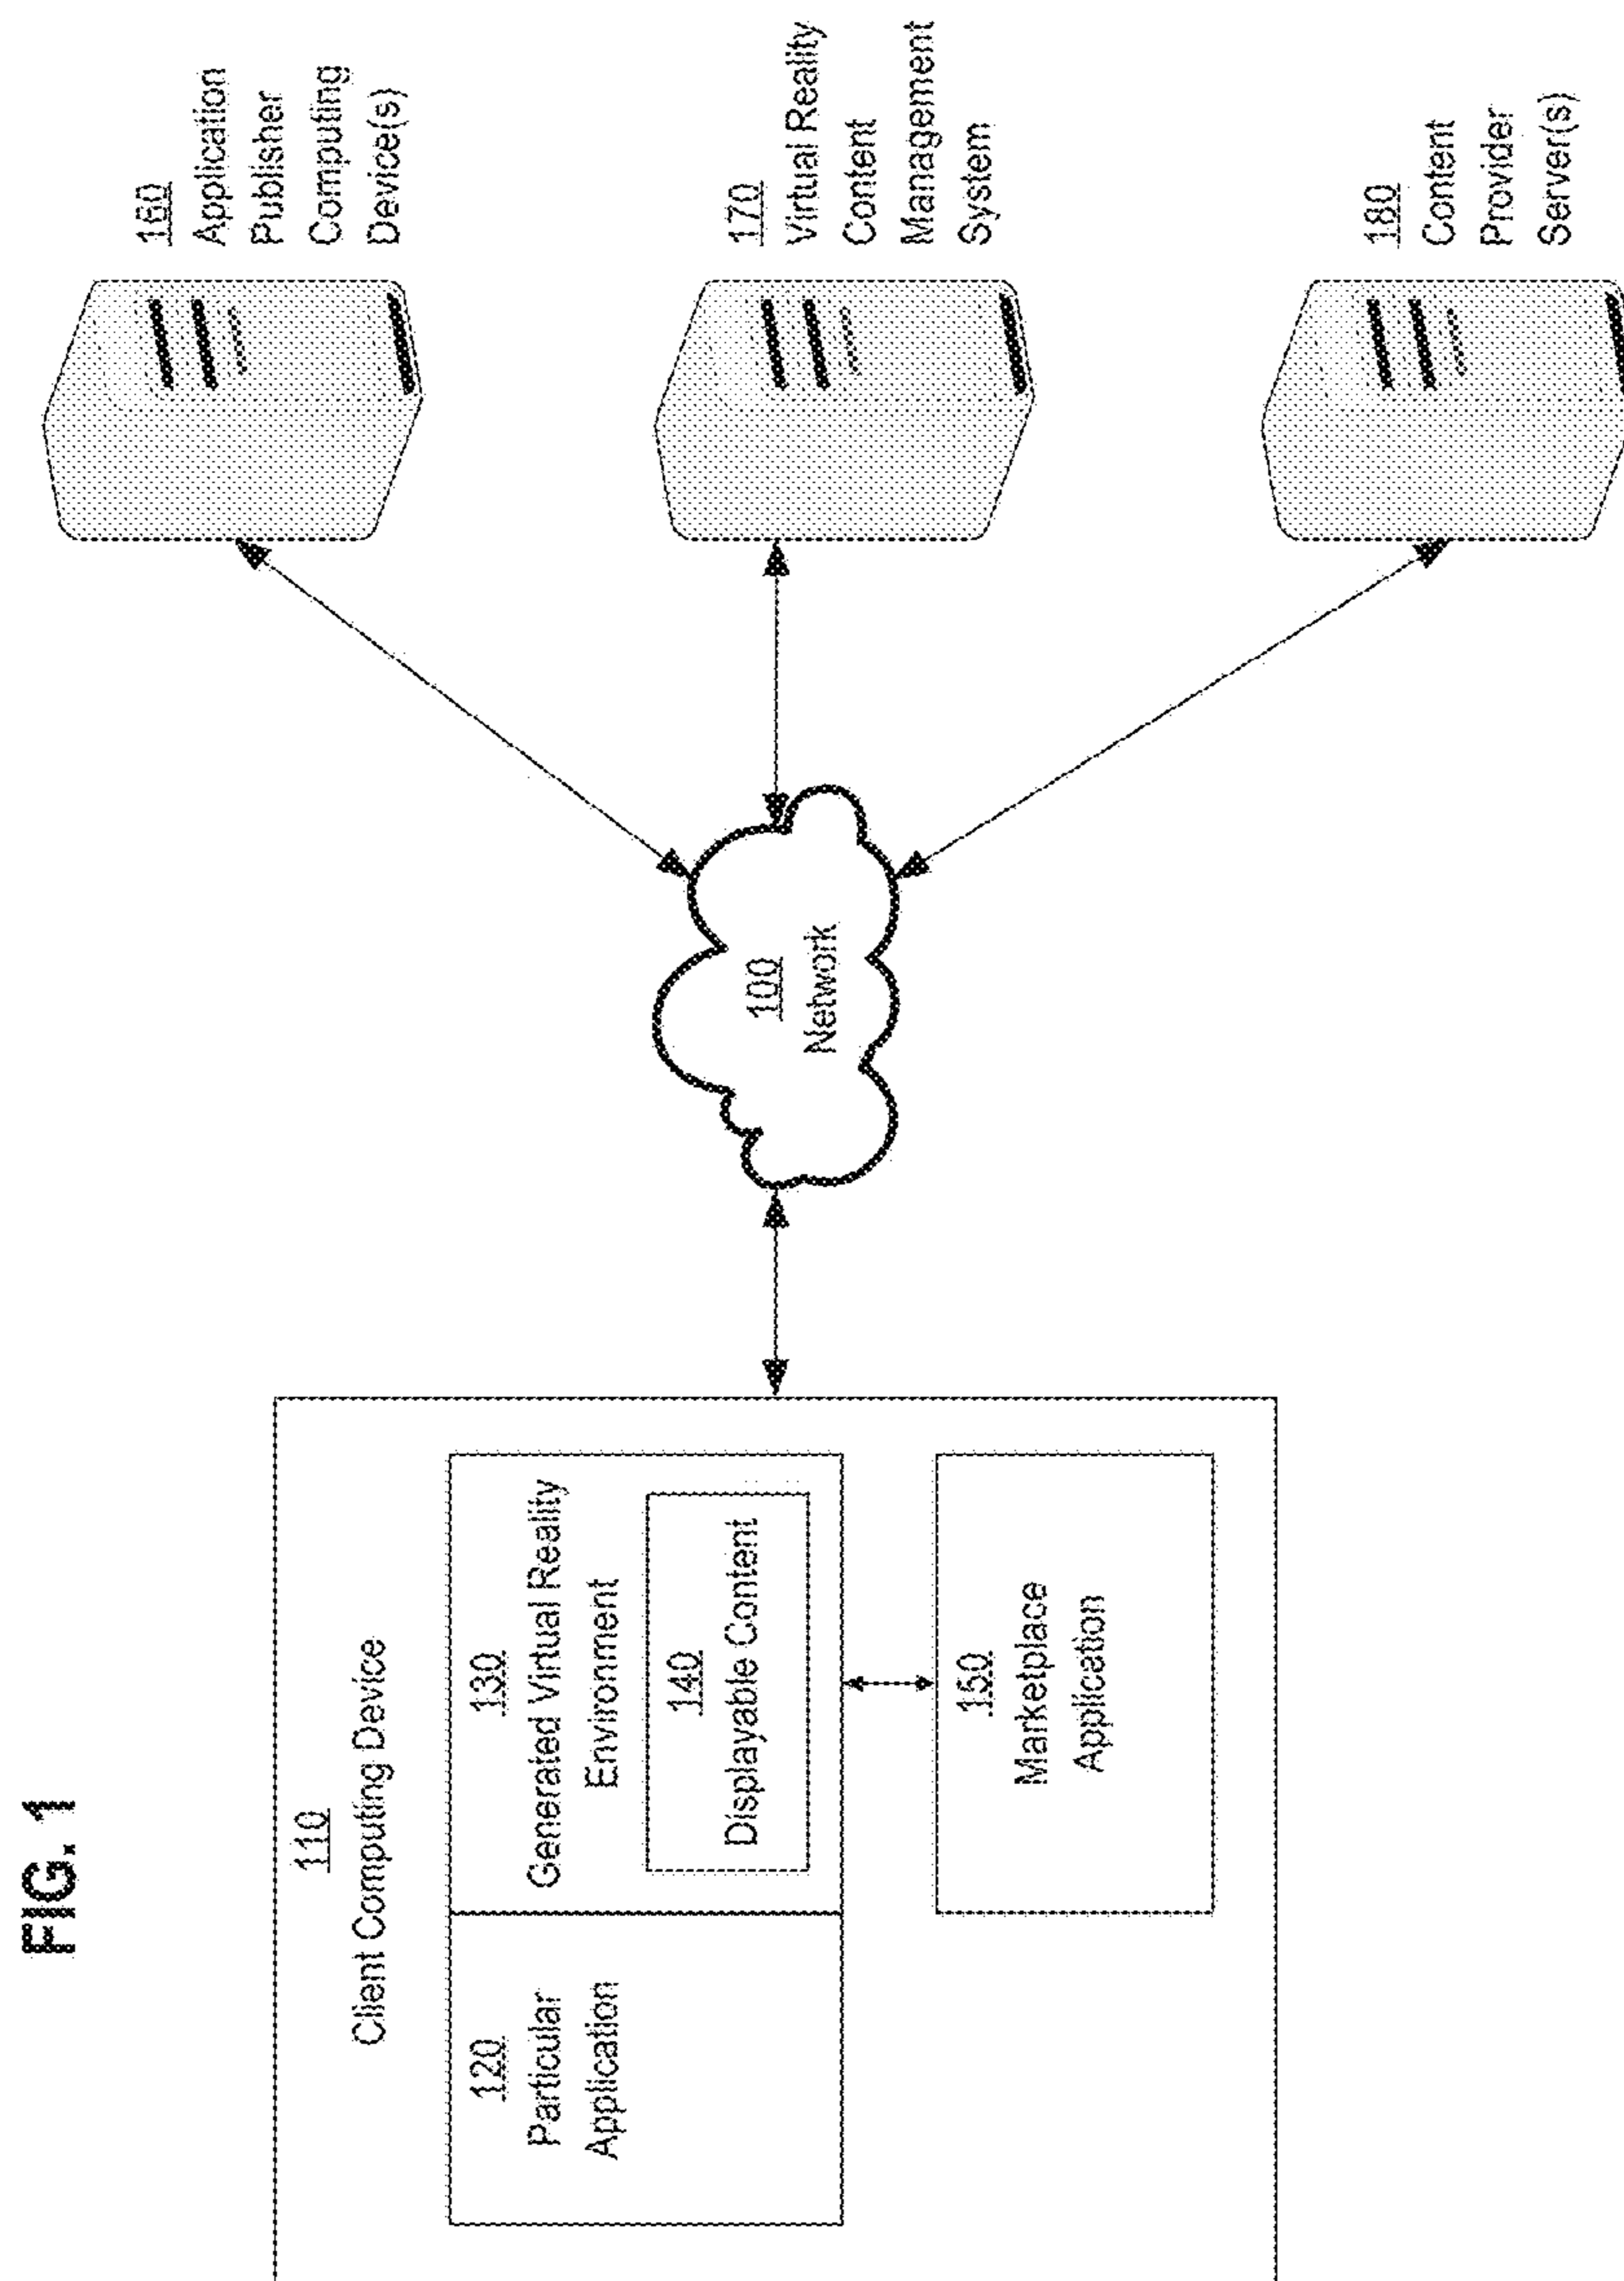 FIG. 1
110
Client Computing Device
120
Particular
Application
130
Generated Virtual Reality
Environment
140
Displayable Content
150
Marketplace
Application
100
Network
160
Application
Publisher
Computing
Device(s)
170
Virtual Reality
Content
Management
System
180
Content
Provider
Server(s)